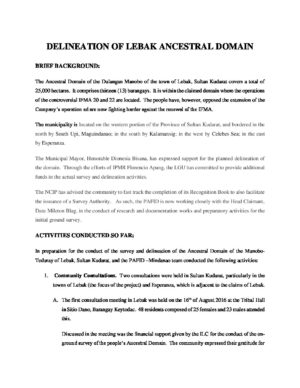 DELINEATION OF LEBAK ANCESTRAL DOMAIN
BRIEF BACKGROUND:
The Ancestral Domain of the Dulangan Manobo of the town of Lebak, Sultan Kudarat covers a total of
25,000 hectares. It comprises thirteen (13) barangays. It is within the claimed domain where the operations
of the controversial IFMA 20 and 22 are located. The people have, however, opposed the extension of the
Company's operation and are now fighting harder against the renewal of the IFMA.
The municipality is located on the western portion of the Province of Sultan Kudarat, and bordered in the
north by South Upi, Maguindanao; in the south by Kalamansig; in the west by Celebes Sea; in the east
by Esperanza.
The Municipal Mayor, Honorable Dionesia Bisana, has expressed support for the planned delineation
of the domain. Through the efforts of IPMR Florencia Apang, the LGU has committed to provide additional
funds in the actual survey and delineation activities.
The NCIP has advised the community to fast track the completion of its Recognition Book to also facilitate
the issuance of a Survey Authority. As such, the PAFID is now working closely with the Head Claimant,
Datu Miknon Blag, in the conduct of research and documentation works and preparatory activities for the
initial ground survey.
ACTIVITIES CONDUCTED SO FAR:
In preparation for the conduct of the survey and delineation of the Ancestral Domain of the Manobo-
Teduray of Lebak, Sultan Kudarat, and the PAFID –Mindanao team conducted the following activities:
1. Community Consultations. Two consultations were held in Sultan Kudarat, particularly in the
towns of Lebak (the focus of the project) and Esperanza, which is adjacent to the claims of Lebak.
A. The first consultation meeting in Lebak was held on the 16th of August 2016 at the Tribal Hall
in Sitio Dano, Barangay Keytodac. 48 residents composed of 25 females and 23 males attended
this.
Discussed in the meeting was the financial support given by the ILC for the conduct of the on-
ground survey of the people's Ancestral Domain. The community expressed their gratitude for